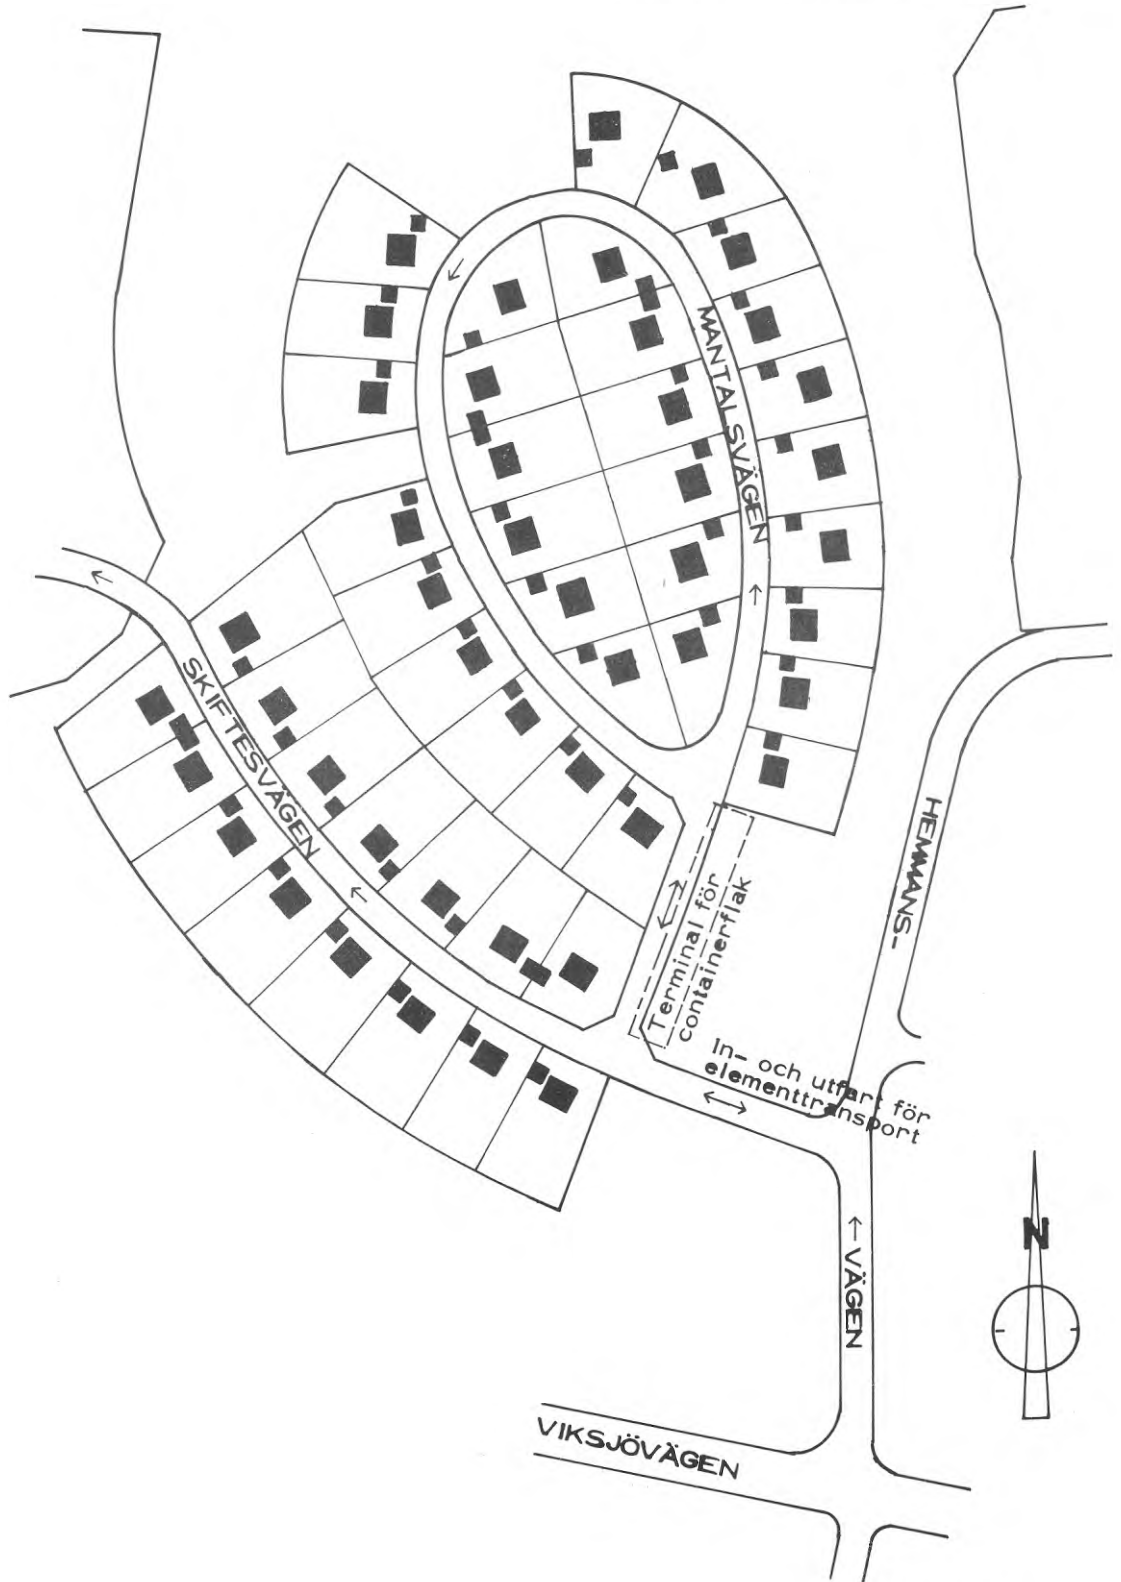 MANTALSVÄGEN
SKIFTESVÄGEN
HEMMANS-
Terminal för
containerflak
In- och utfart för
elementtransport
N
VÄGEN
VIKSJÖVÄGEN